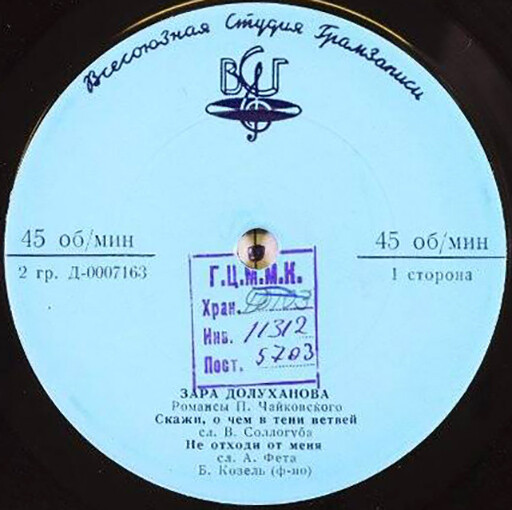 Всесоюзная Студия Грамзаписи
ВСГ
45 об/мин
45 об/мин
2 гр. Д-0007163
1 сторона
Г.Ц.М.М.К.
Хран.
Инв. 11312
Пост. 5703
ЗАРА ДОЛУХАНОВА
Романсы П. Чайковского
Скажи, о чем в тени ветвей
сл. В. Соллогуба
Не отходи от меня
сл. А. Фета
Б. Козель (ф-но)